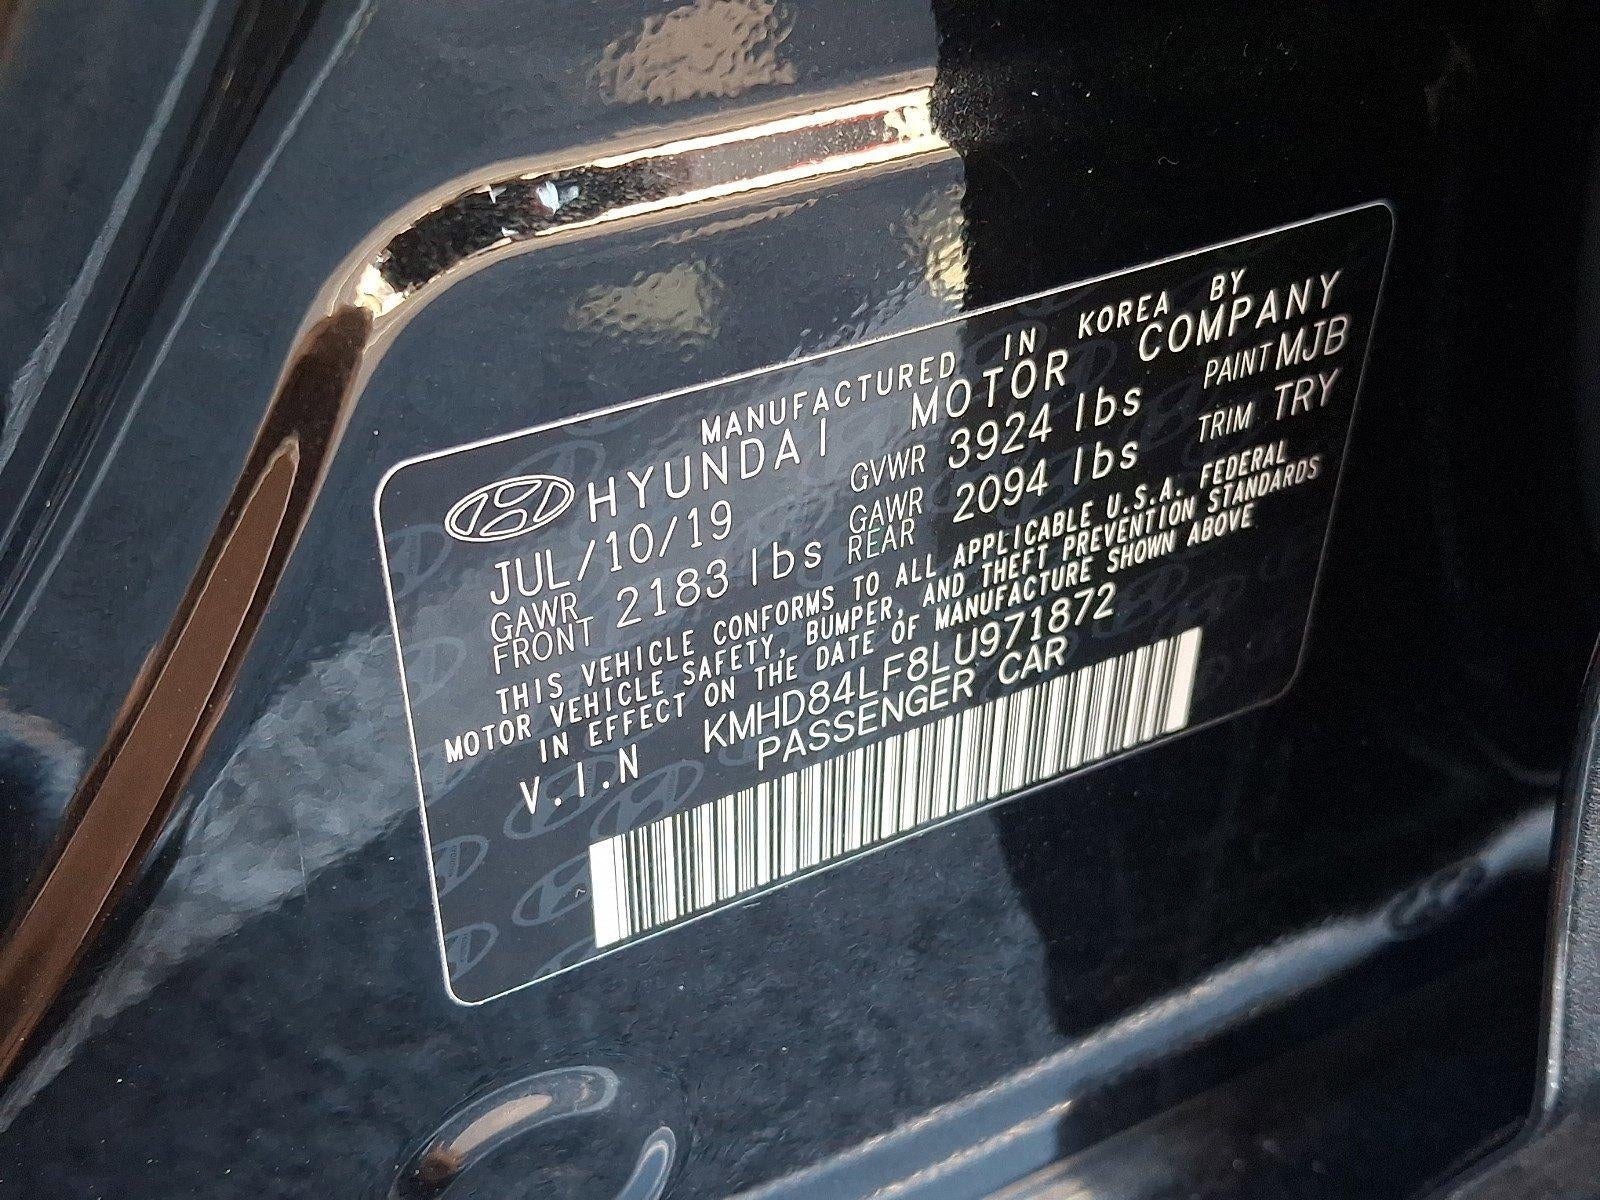 MANUFACTURED IN KOREA BY
HYUNDAI MOTOR COMPANY
JUL/10/19 GVWR 3924 lbs PAINT MJB
GAWR FRONT 2183 lbs GAWR REAR 2094 lbs TRIM TRY
THIS VEHICLE CONFORMS TO ALL APPLICABLE U.S.A. FEDERAL
MOTOR VEHICLE SAFETY, BUMPER, AND THEFT PREVENTION STANDARDS
IN EFFECT ON THE DATE OF MANUFACTURE SHOWN ABOVE
V.I.N KMHD84LF8LU971872
PASSENGER CAR